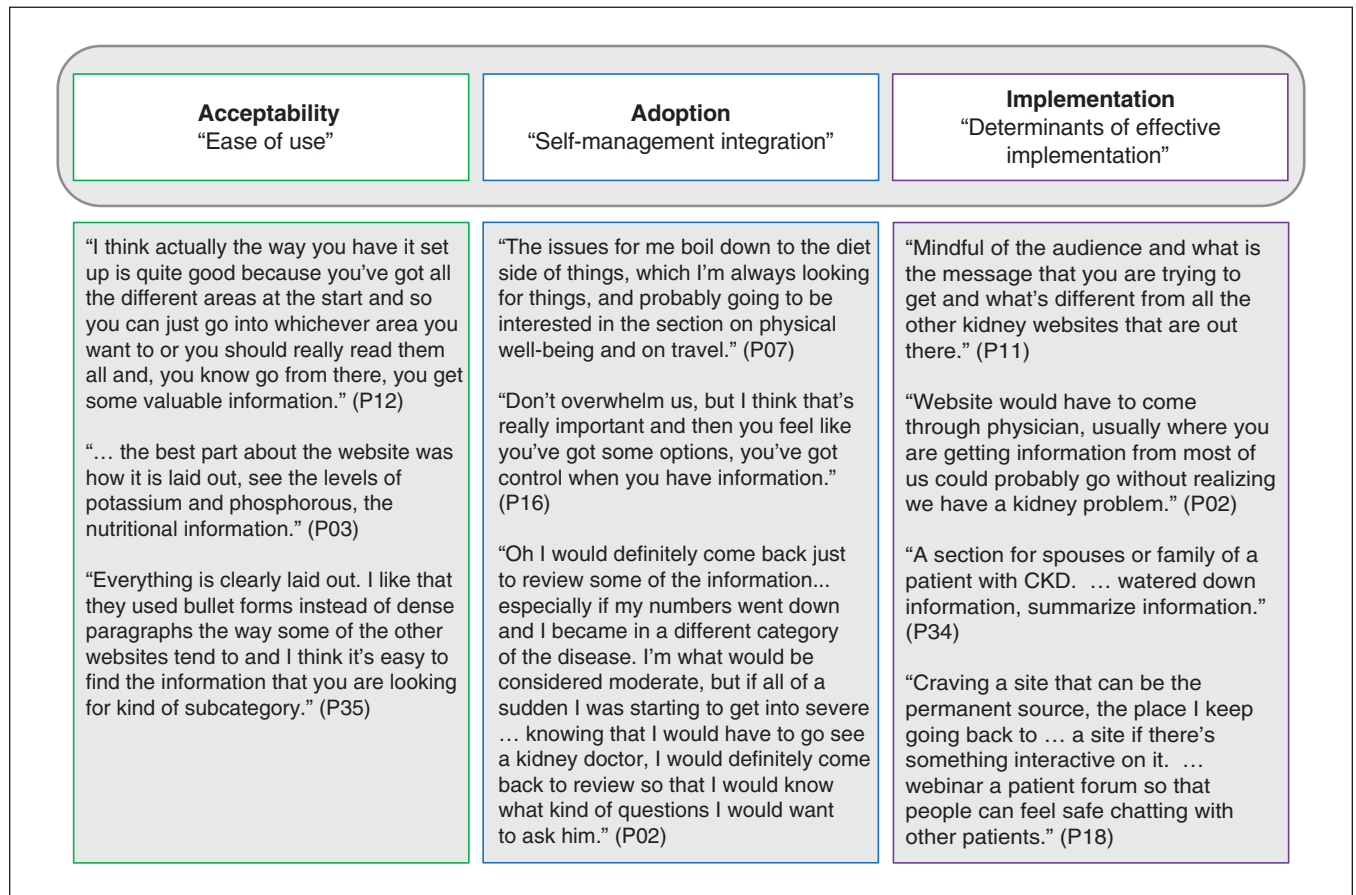 Acceptability
“Ease of use”
Adoption
“Self-management integration”
Implementation
“Determinants of effective
implementation”
“I think actually the way you have it set
up is quite good because you’ve got all
the different areas at the start and so
you can just go into whichever area you
want to or you should really read them
all and, you know go from there, you get
some valuable information.” (P12)
“… the best part about the website was
how it is laid out, see the levels of
potassium and phosphorous, the
nutritional information.” (P03)
“Everything is clearly laid out. I like that
they used bullet forms instead of dense
paragraphs the way some of the other
websites tend to and I think it’s easy to
find the information that you are looking
for kind of subcategory.” (P35)
“The issues for me boil down to the diet
side of things, which I’m always looking
for things, and probably going to be
interested in the section on physical
well-being and on travel.” (P07)
“Don’t overwhelm us, but I think that’s
really important and then you feel like
you’ve got some options, you’ve got
control when you have information.”
(P16)
“Oh I would definitely come back just
to review some of the information...
especially if my numbers went down
and I became in a different category
of the disease. I’m what would be
considered moderate, but if all of a
sudden I was starting to get into severe
… knowing that I would have to go see
a kidney doctor, I would definitely come
back to review so that I would know
what kind of questions I would want
to ask him.” (P02)
“Mindful of the audience and what is
the message that you are trying to
get and what’s different from all the
other kidney websites that are out
there.” (P11)
“Website would have to come
through physician, usually where you
are getting information from most of
us could probably go without realizing
we have a kidney problem.” (P02)
“A section for spouses or family of a
patient with CKD. … watered down
information, summarize information.”
(P34)
“Craving a site that can be the
permanent source, the place I keep
going back to … a site if there’s
something interactive on it. …
webinar a patient forum so that
people can feel safe chatting with
other patients.” (P18)